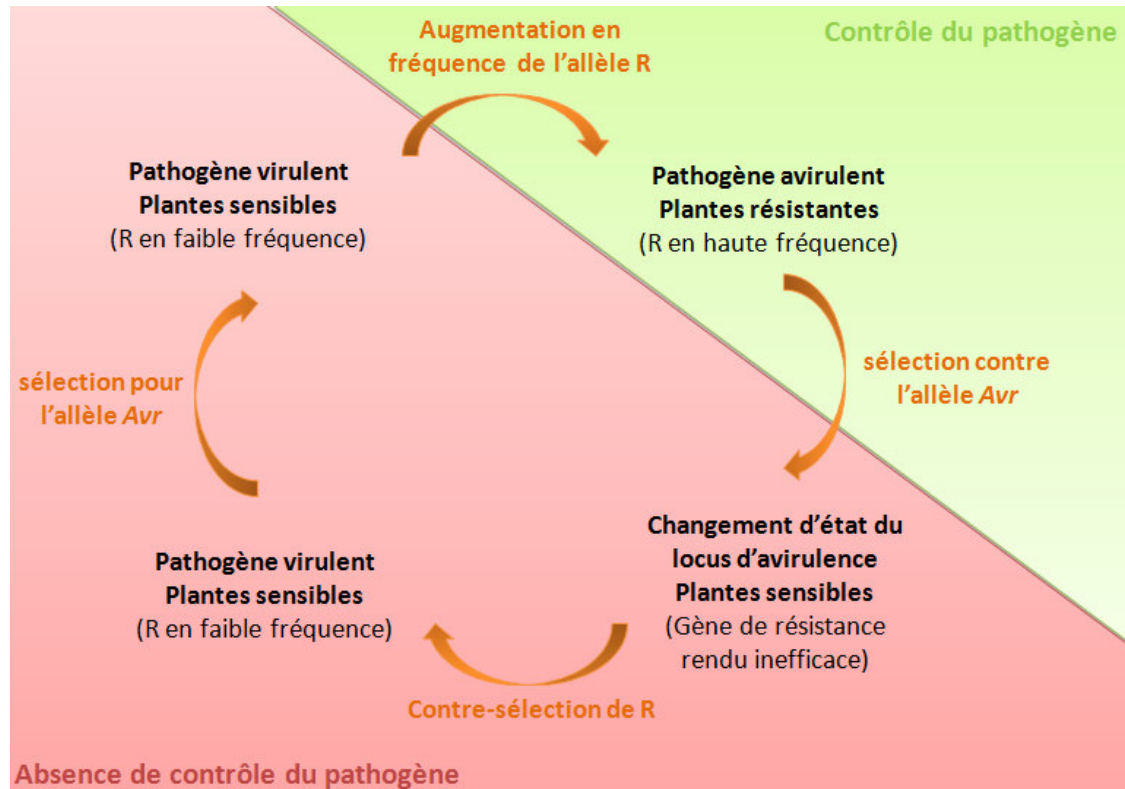 Augmentation en
fréquence de l'allèle R
Contrôle du pathogène
Pathogène virulent
Plantes sensibles
(R en faible fréquence)
Pathogène avirulent
Plantes résistantes
(R en haute fréquence)
sélection pour
l'allèle Avr
sélection contre
l'allèle Avr
Pathogène virulent
Plantes sensibles
(R en faible fréquence)
Changement d'état du
locus d'avirulence
Plantes sensibles
(Gène de résistance
rendu inefficace)
Contre-sélection de R
Absence de contrôle du pathogène